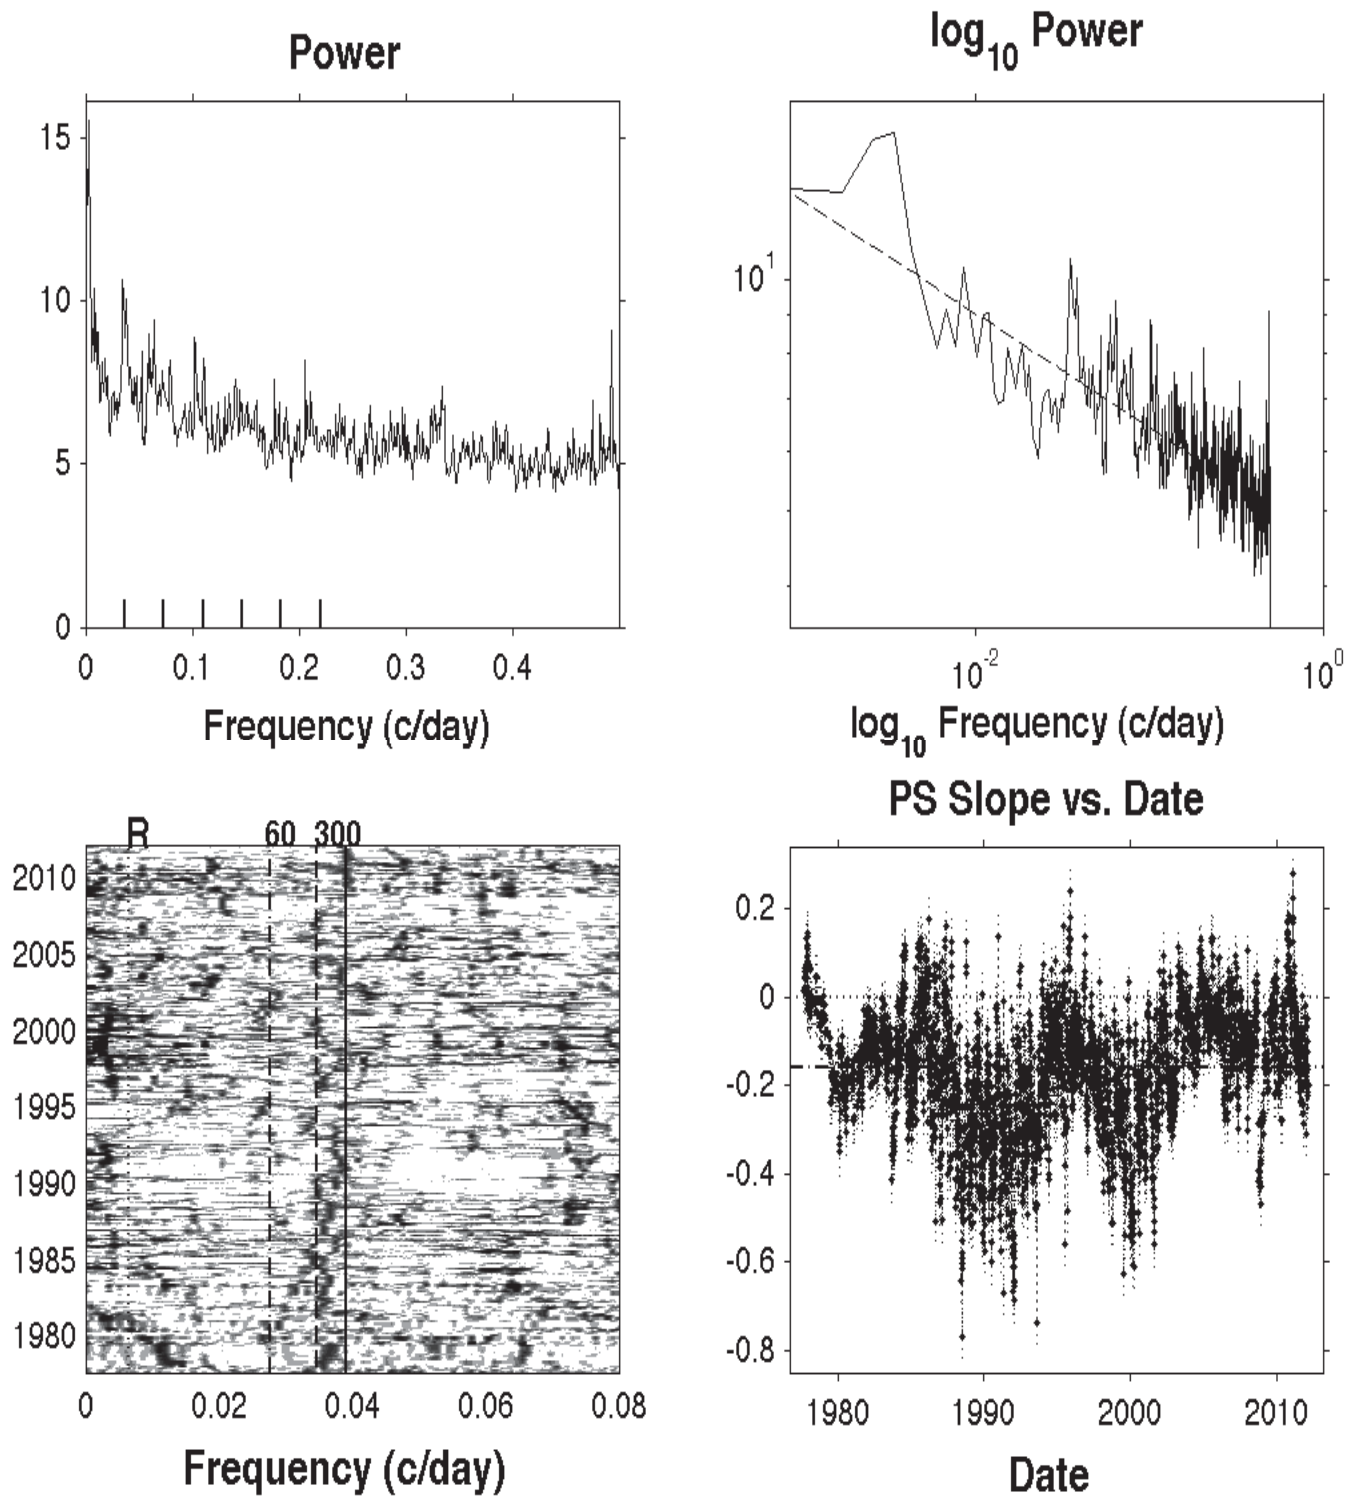 Power
15
10
5
0
0 0.1 0.2 0.3 0.4
Frequency (c/day)
log10 Power
10^1
10^-2 10^0
log10 Frequency (c/day)
R 60 300
2010
2005
2000
1995
1990
1985
1980
0 0.02 0.04 0.06 0.08
Frequency (c/day)
PS Slope vs. Date
0.2
0
-0.2
-0.4
-0.6
-0.8
1980 1990 2000 2010
Date